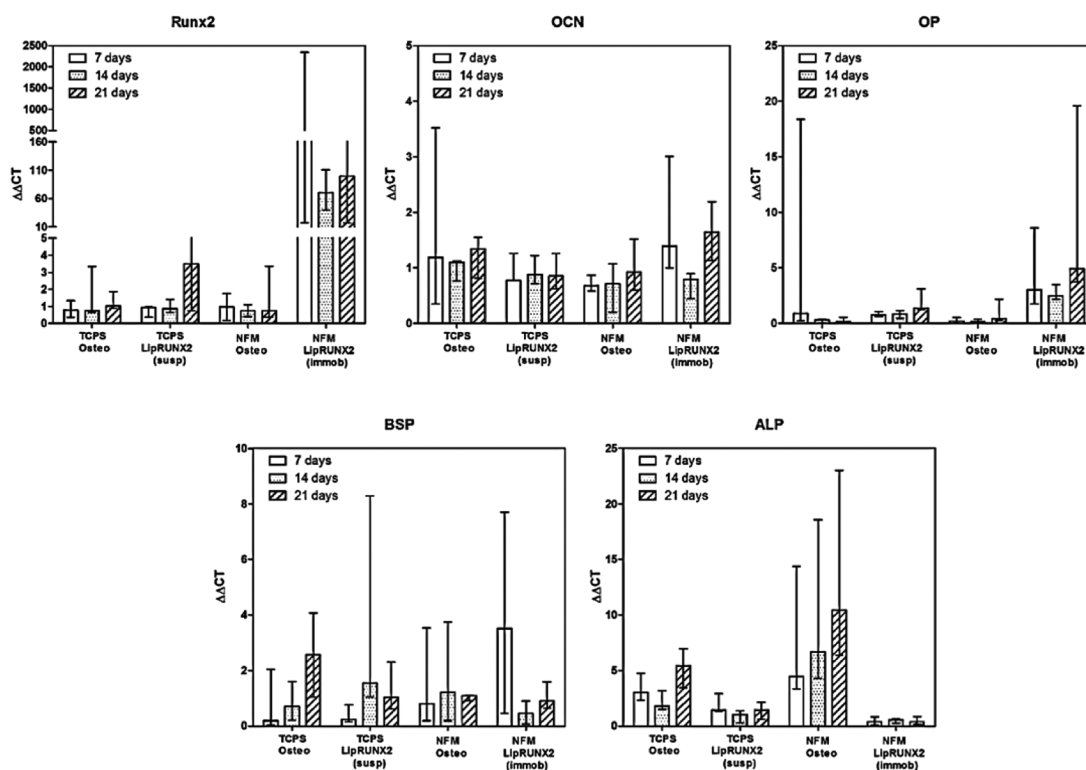 Runx2
2500
2000
1500
1000
500
160
110
60
10
5
4
3
2
1
0
ΔΔCT
7 days
14 days
21 days
TCPS
Osteo
TCPS
LipRUNX2
(susp)
NFM
Osteo
NFM
LipRUNX2
(immob)
OCN
5
4
3
2
1
0
ΔΔCT
7 days
14 days
21 days
TCPS
Osteo
TCPS
LipRUNX2
(susp)
NFM
Osteo
NFM
LipRUNX2
(immob)
OP
25
20
15
10
5
0
ΔΔCT
7 days
14 days
21 days
TCPS
Osteo
TCPS
LipRUNX2
(susp)
NFM
Osteo
NFM
LipRUNX2
(immob)
BSP
10
8
6
4
2
0
ΔΔCT
7 days
14 days
21 days
TCPS
Osteo
TCPS
LipRUNX2
(susp)
NFM
Osteo
NFM
LipRUNX2
(immob)
ALP
25
20
15
10
5
0
ΔΔCT
7 days
14 days
21 days
TCPS
Osteo
TCPS
LipRUNX2
(susp)
NFM
Osteo
NFM
LipRUNX2
(immob)